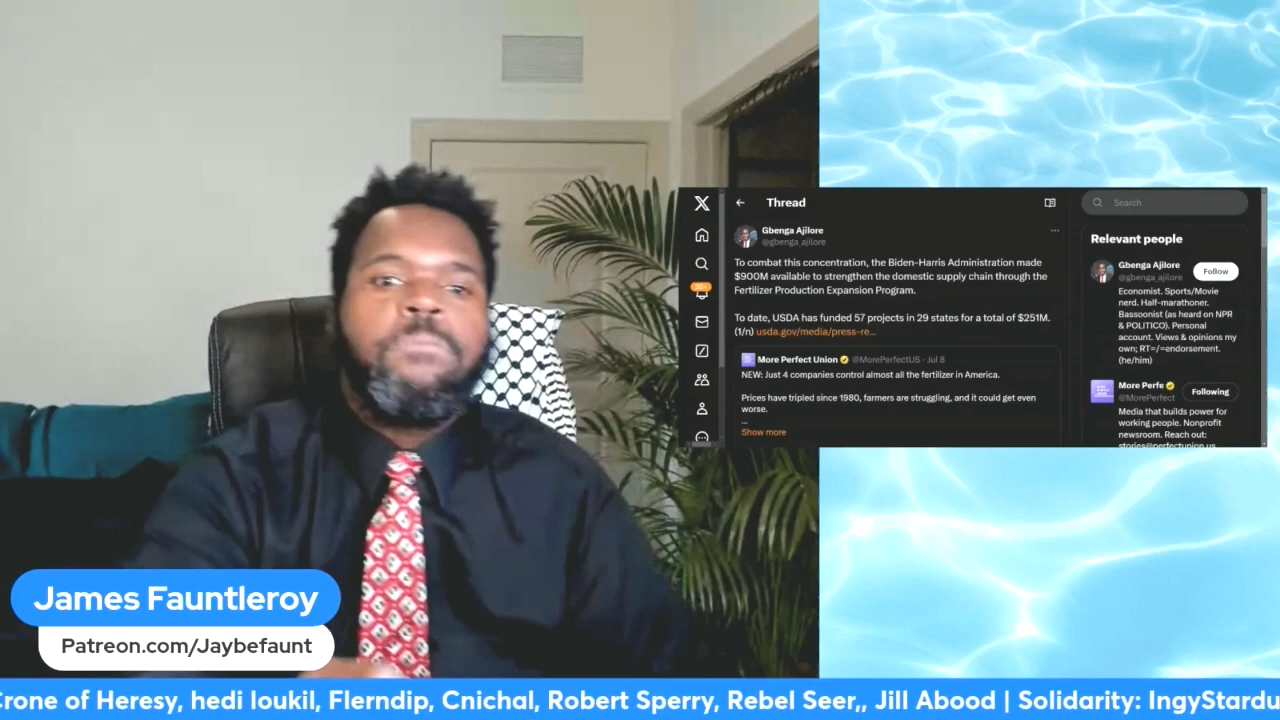 Thread
Search
Gbenga Ajilore
@gbenga_ajilore
To combat this concentration, the Biden-Harris Administration made
$900M available to strengthen the domestic supply chain through the
Fertilizer Production Expansion Program.
To date, USDA has funded 57 projects in 29 states for a total of $251M.
(1/n) usda.gov/media/press-re...
More Perfect Union @MorePerfectUS · Jul 8
NEW: Just 4 companies control almost all the fertilizer in America.
Prices have tripled since 1980, farmers are struggling, and it could get even
worse.
...
Show more
Relevant people
Gbenga Ajilore
@gbenga_ajilore
Follow
Economist. Sports/Movie
nerd. Half-marathoner.
Bassoonist (as heard on NPR
& POLITICO). Personal
account. Views & opinions my
own; RT=/=endorsement.
(he/him)
More Perfe
@MorePerfect
Following
Media that builds power for
working people. Nonprofit
newsroom. Reach out:
stories@perfectunion.us
James Fauntleroy
Patreon.com/Jaybefaunt
Crone of Heresy, hedi loukil, Flerndip, Cnichal, Robert Sperry, Rebel Seer,, Jill Abood | Solidarity: IngyStardu